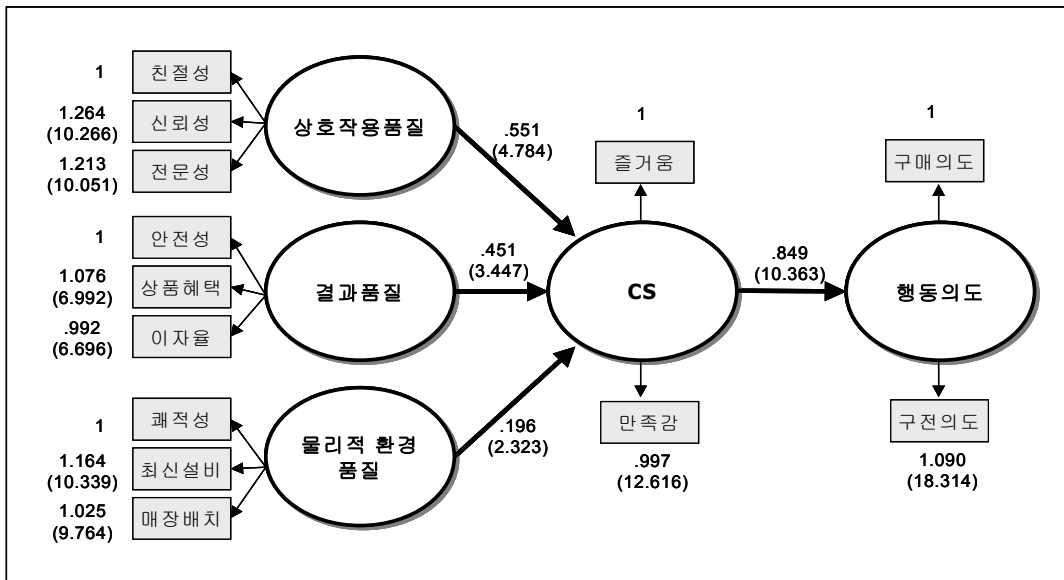 1
친절성
1.264
(10.266)
신뢰성
1.213
(10.051)
전문성
상호작용품질
.551
(4.784)
1
안전성
1.076
(6.992)
상품혜택
.992
(6.696)
이자율
결과품질
.451
(3.447)
1
쾌적성
1.164
(10.339)
최신설비
1.025
(9.764)
매장배치
물리적 환경
품질
.196
(2.323)
1
즐거움
CS
만족감
.997
(12.616)
.849
(10.363)
1
구매의도
행동의도
구전의도
1.090
(18.314)